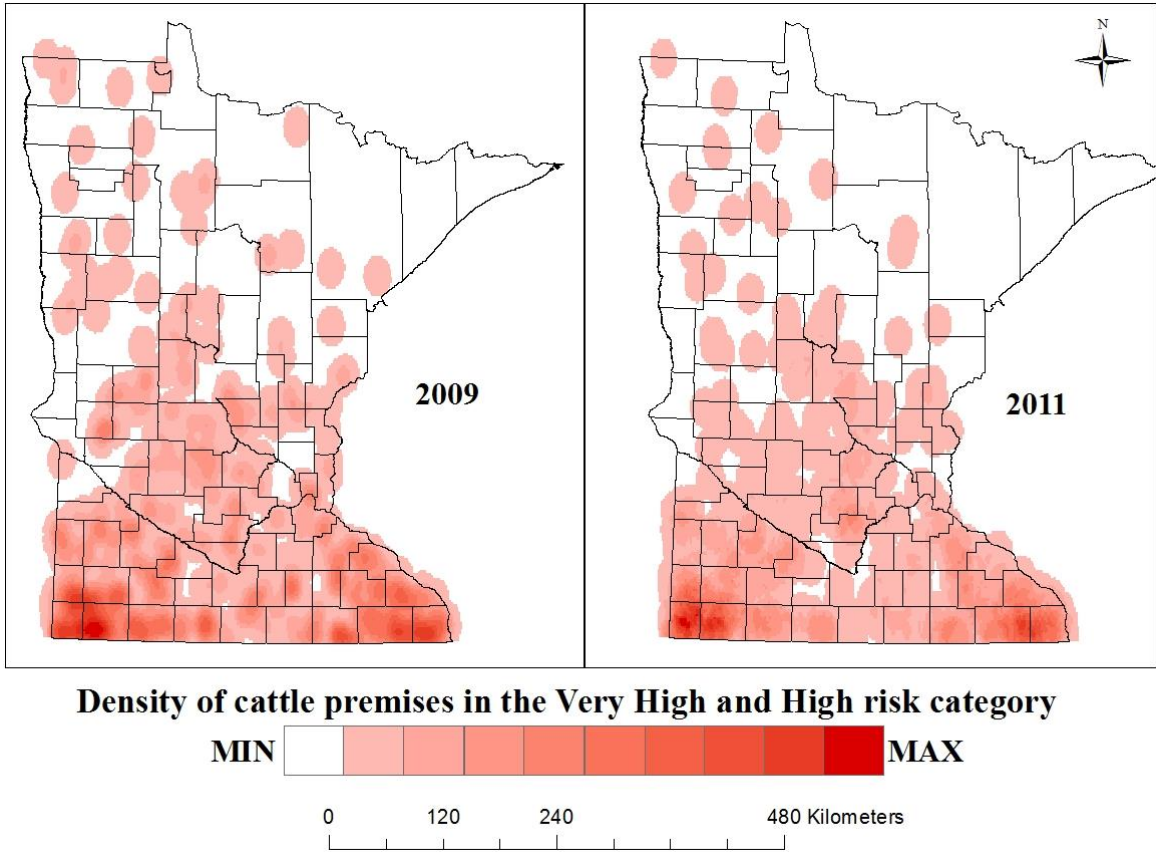 N
2009
2011
Density of cattle premises in the Very High and High risk category
MIN
MAX
0 120 240 480 Kilometers